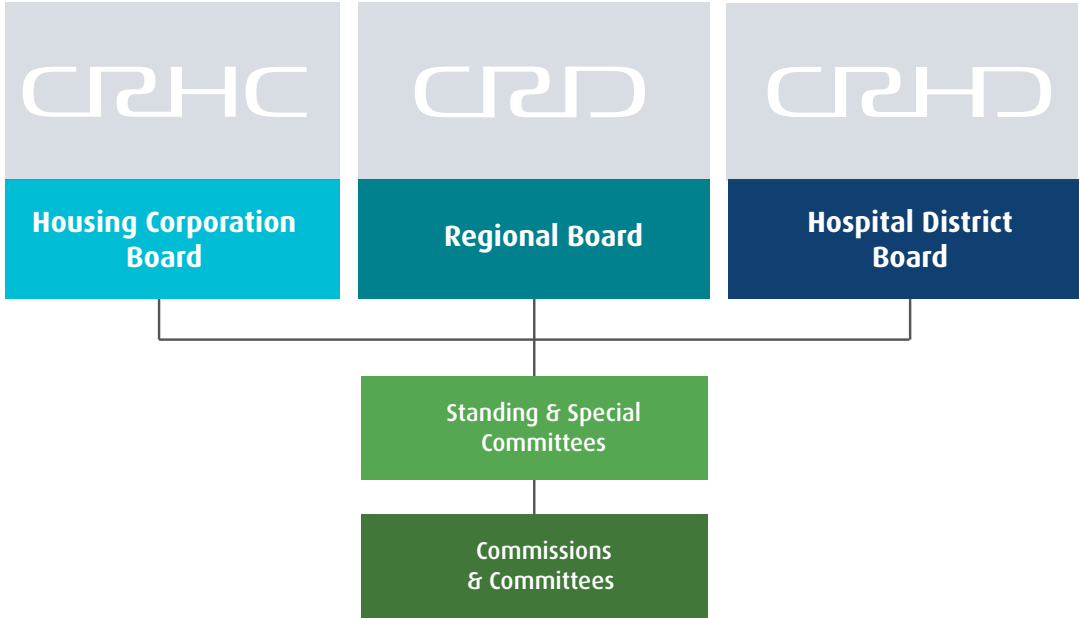 CRHC
CRD
CRHD
Housing Corporation
Board
Regional Board
Hospital District
Board
Standing & Special
Committees
Commissions
& Committees